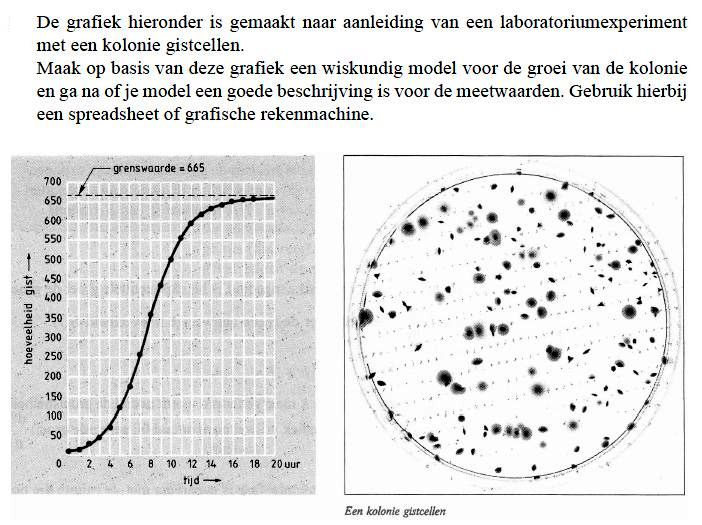 De grafiek hieronder is gemaakt naar aanleiding van een laboratoriumexperiment
met een kolonie gistcellen.
Maak op basis van deze grafiek een wiskundig model voor de groei van de kolonie
en ga na of je model een goede beschrijving is voor de meetwaarden. Gebruik hierbij
een spreadsheet of grafische rekenmachine.
grenswaarde = 665
700
650
600
550
500
450
400
350
300
250
200
150
100
50
hoeveelheid gist
0 2 4 6 8 10 12 14 16 18 20 uur
tijd
Een kolonie gistcellen